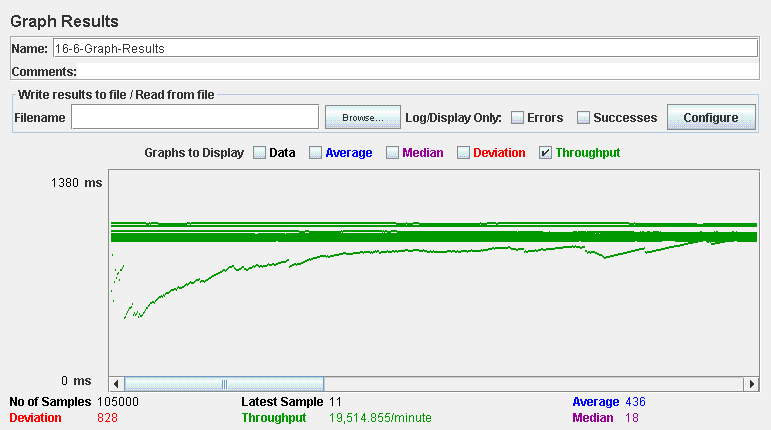 Graph Results
Name: 16-6-Graph-Results
Comments:
Write results to file / Read from file
Filename Browse... Log/Display Only: Errors Successes Configure
Graphs to Display Data Average Median Deviation Throughput
1380 ms
0 ms
No of Samples 105000 Latest Sample 11 Average 436
Deviation 828 Throughput 19,514.855/minute Median 18